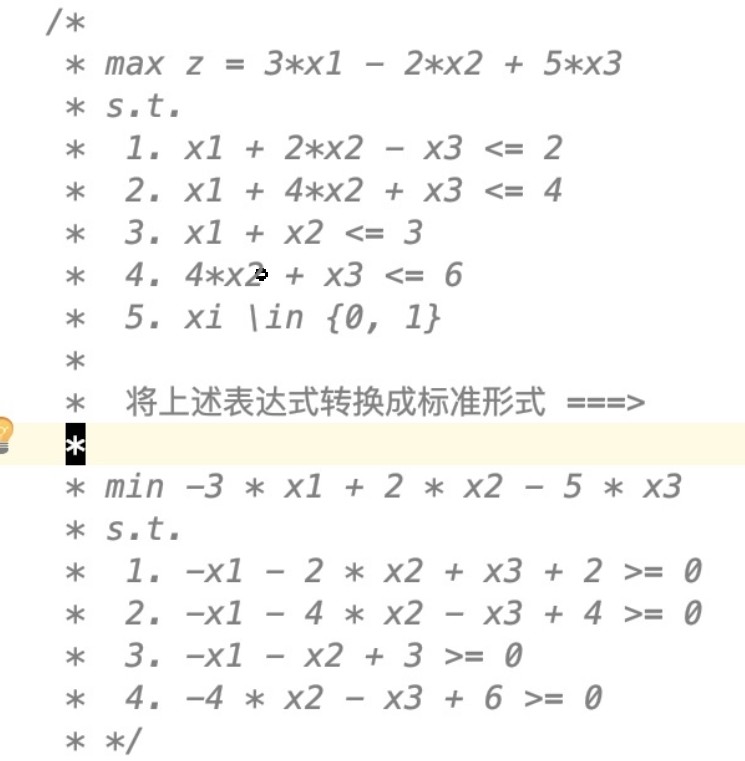 /*
* max z = 3*x1 - 2*x2 + 5*x3
* s.t.
* 1. x1 + 2*x2 - x3 <= 2
* 2. x1 + 4*x2 + x3 <= 4
* 3. x1 + x2 <= 3
* 4. 4*x2 + x3 <= 6
* 5. xi \in {0, 1}
*
* 将上述表达式转换成标准形式 ===>
*
* min -3 * x1 + 2 * x2 - 5 * x3
* s.t.
* 1. -x1 - 2 * x2 + x3 + 2 >= 0
* 2. -x1 - 4 * x2 - x3 + 4 >= 0
* 3. -x1 - x2 + 3 >= 0
* 4. -4 * x2 - x3 + 6 >= 0
* */